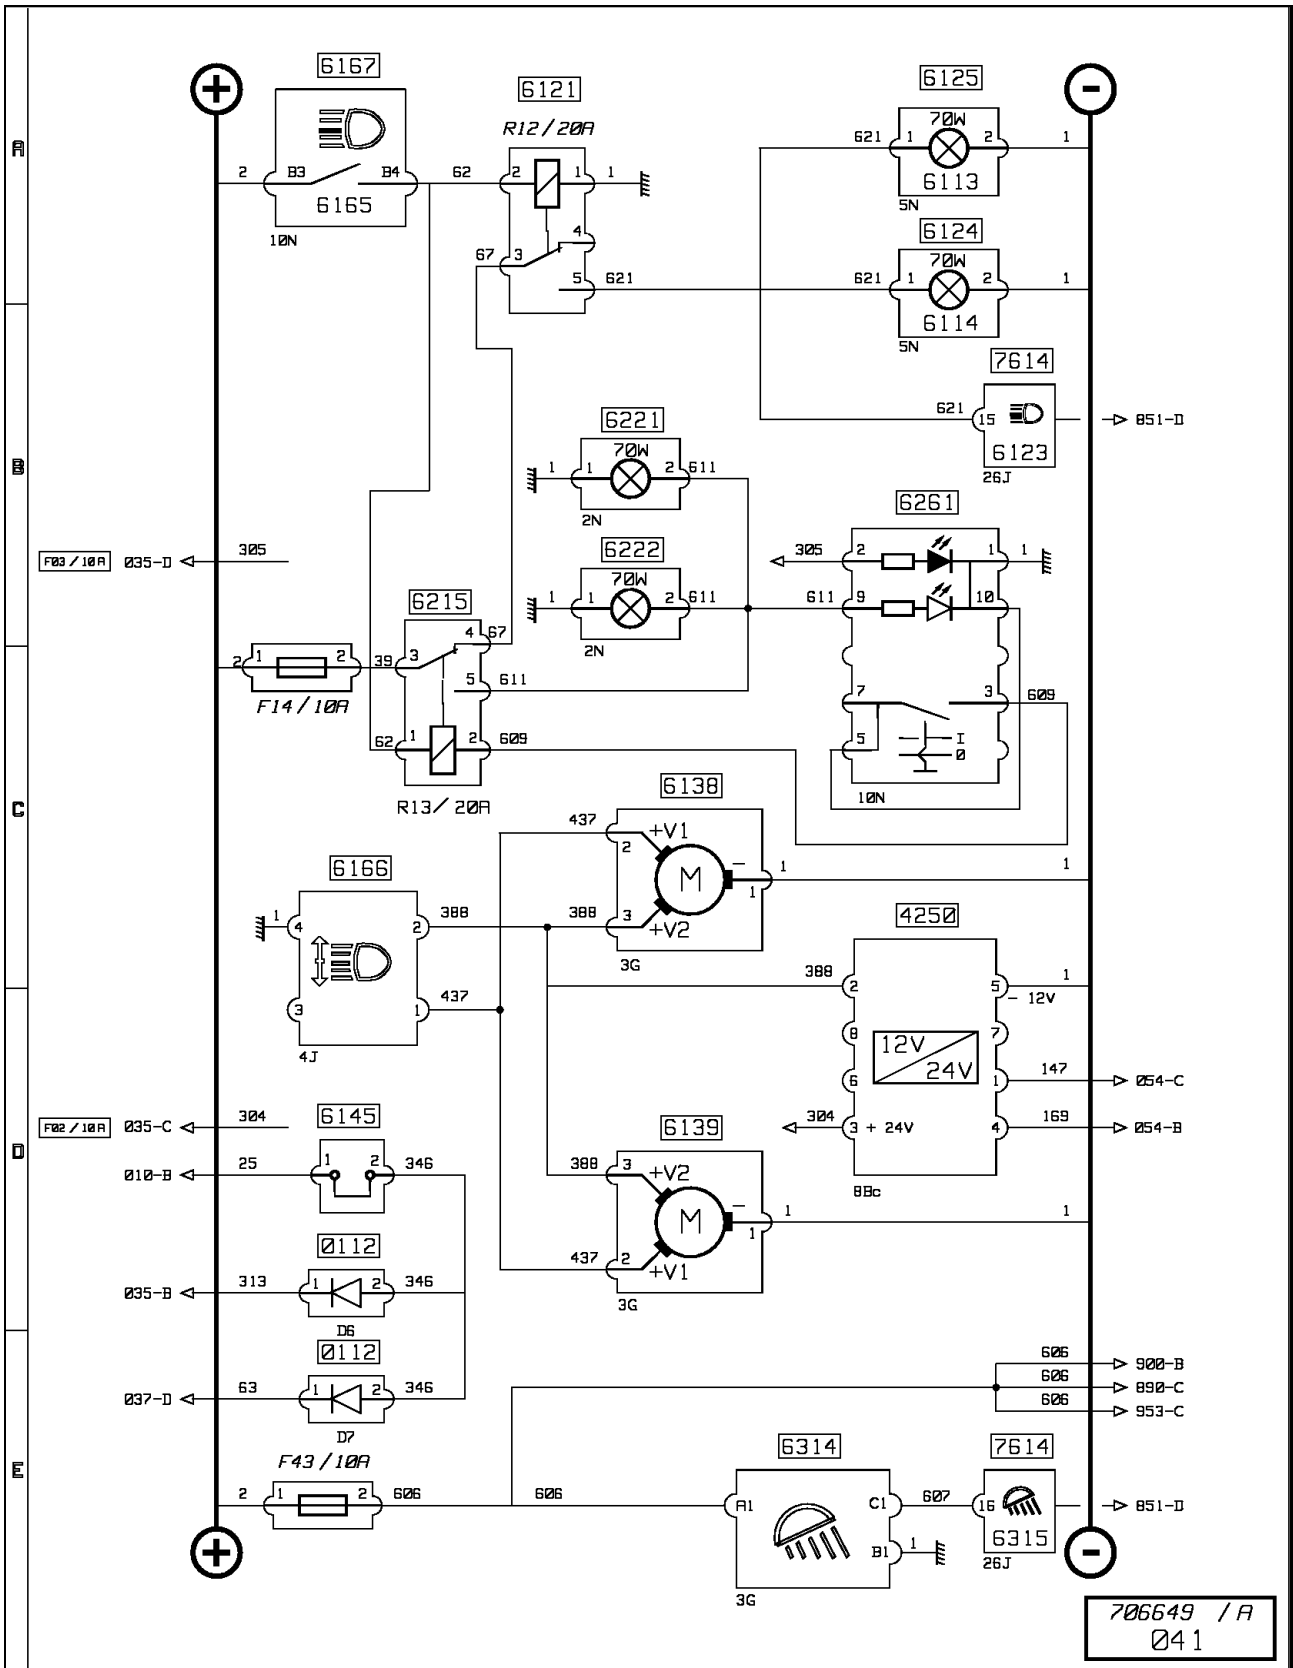 6167
6121
6125
+
-
R12/20A
70W
A
2
B3
B4
62
2
1
1
621
1
2
1
6165
6113
10N
5N
4
67
3
6124
70W
5
621
621
1
2
1
6114
5N
7614
621
15
851-D
6123
26J
6221
70W
B
1
1
2
611
2N
6261
6222
70W
F03/10A
035-D
305
305
2
1
1
1
1
2
611
611
9
10
2N
6215
4
67
2
1
2
39
3
5
611
7
3
609
F14/10A
62
1
2
609
5
I
0
10N
R13/20A
C
6138
437
+V1
2
M
-
1
1
1
6166
1
4
2
388
388
3
+V2
3G
4250
388
2
5
1
- 12V
3
1
437
4J
8
7
12V
24V
6
1
147
054-C
F02/10A
035-C
304
6145
304
3
+ 24V
4
169
054-B
D
6139
010-B
25
1
2
346
388
3
+V2
8Bc
M
-
1
1
1
0112
035-B
313
1
2
346
437
2
+V1
3G
D6
0112
037-D
63
1
2
346
D7
606
900-B
606
890-C
606
953-C
E
F43/10A
6314
7614
2
1
2
606
606
A1
C1
607
16
851-D
6315
B1
1
26J
3G
+
-
706649 /A
041